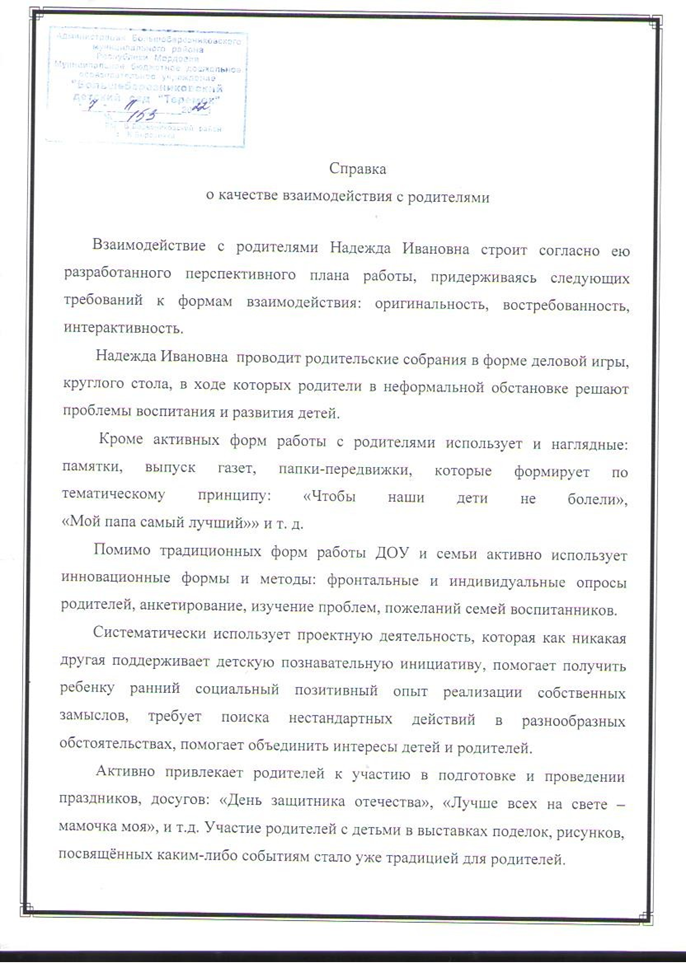 Администрация Большеберезниковского
муниципального района
Республики Мордовия
Муниципальное бюджетное дошкольное
образовательное учреждение
"Большеберезниковский
детский сад "Теремок"
153
Справка
о качестве взаимодействия с родителями
Взаимодействие с родителями Надежда Ивановна строит согласно ею
разработанного перспективного плана работы, придерживаясь следующих
требований к формам взаимодействия: оригинальность, востребованность,
интерактивность.
Надежда Ивановна проводит родительские собрания в форме деловой игры,
круглого стола, в ходе которых родители в неформальной обстановке решают
проблемы воспитания и развития детей.
Кроме активных форм работы с родителями использует и наглядные:
памятки, выпуск газет, папки-передвижки, которые формирует по
тематическому принципу: «Чтобы наши дети не болели»,
«Мой папа самый лучший»» и т. д.
Помимо традиционных форм работы ДОУ и семьи активно использует
инновационные формы и методы: фронтальные и индивидуальные опросы
родителей, анкетирование, изучение проблем, пожеланий семей воспитанников.
Систематически использует проектную деятельность, которая как никакая
другая поддерживает детскую познавательную инициативу, помогает получить
ребенку ранний социальный позитивный опыт реализации собственных
замыслов, требует поиска нестандартных действий в разнообразных
обстоятельствах, помогает объединить интересы детей и родителей.
Активно привлекает родителей к участию в подготовке и проведении
праздников, досугов: «День защитника отечества», «Лучше всех на свете –
мамочка моя», и т.д. Участие родителей с детьми в выставках поделок, рисунков,
посвящённых каким-либо событиям стало уже традицией для родителей.